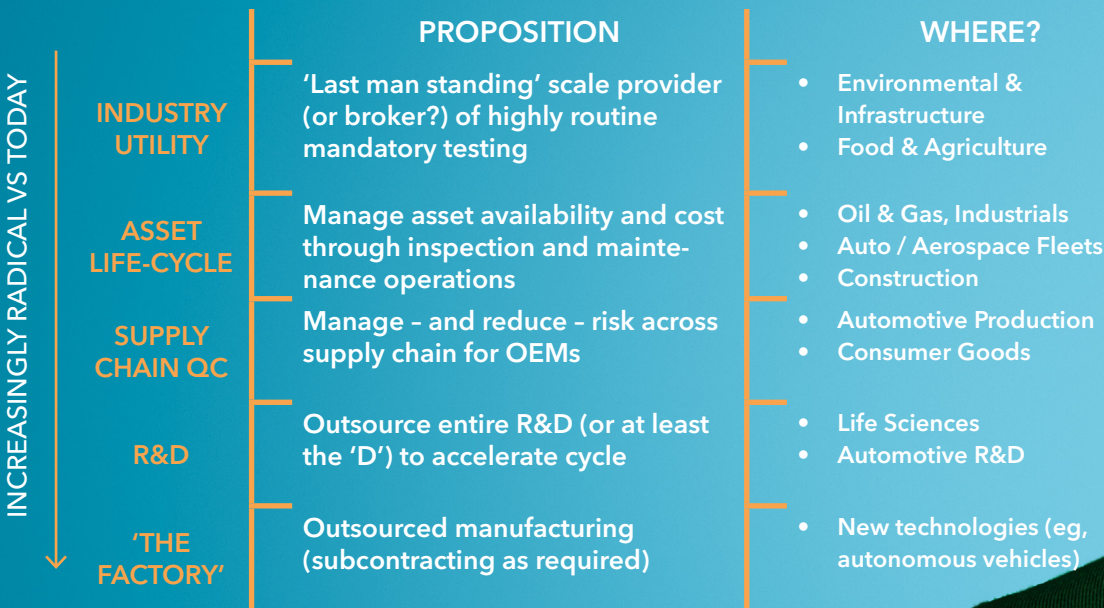 INCREASINGLY RADICAL VS TODAY
PROPOSITION
WHERE?
INDUSTRY
UTILITY
'Last man standing' scale provider
(or broker?) of highly routine
mandatory testing
• Environmental &
Infrastructure
• Food & Agriculture
ASSET
LIFE-CYCLE
Manage asset availability and cost
through inspection and mainte-
nance operations
• Oil & Gas, Industrials
• Auto / Aerospace Fleets
• Construction
SUPPLY
CHAIN QC
Manage – and reduce – risk across
supply chain for OEMs
• Automotive Production
• Consumer Goods
R&D
Outsource entire R&D (or at least
the 'D') to accelerate cycle
• Life Sciences
• Automotive R&D
'THE
FACTORY'
Outsourced manufacturing
(subcontracting as required)
• New technologies (eg,
autonomous vehicles)